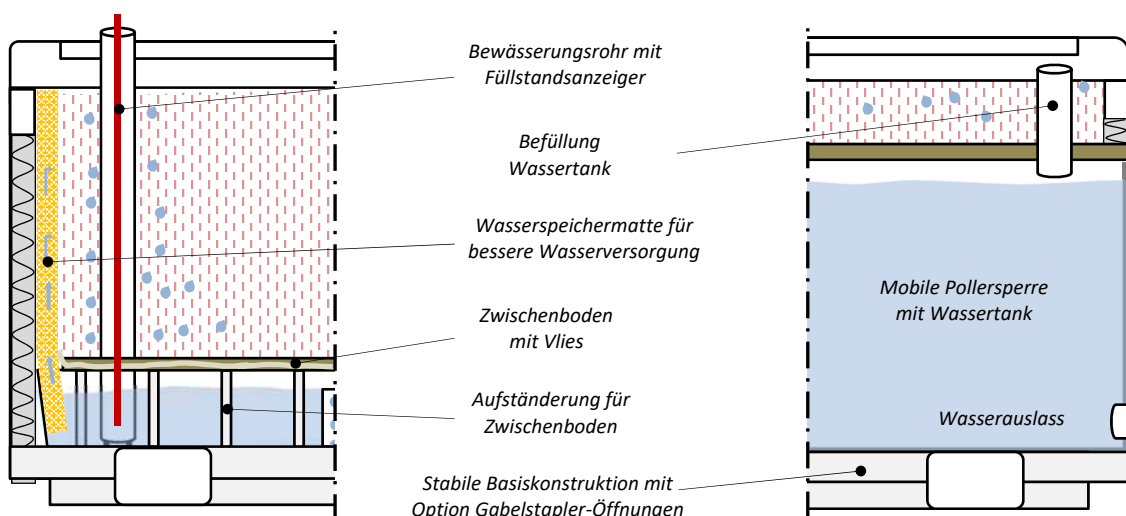 Bewässerungsrohr mit
Füllstandsanzeiger
Befüllung
Wassertank
Wasserspeichermatte für
bessere Wasserversorgung
Mobile Pollersperre
mit Wassertank
Zwischenboden
mit Vlies
Aufständerung für
Zwischenboden
Wasserauslass
Stabile Basiskonstruktion mit
Option Gabelstapler-Öffnungen